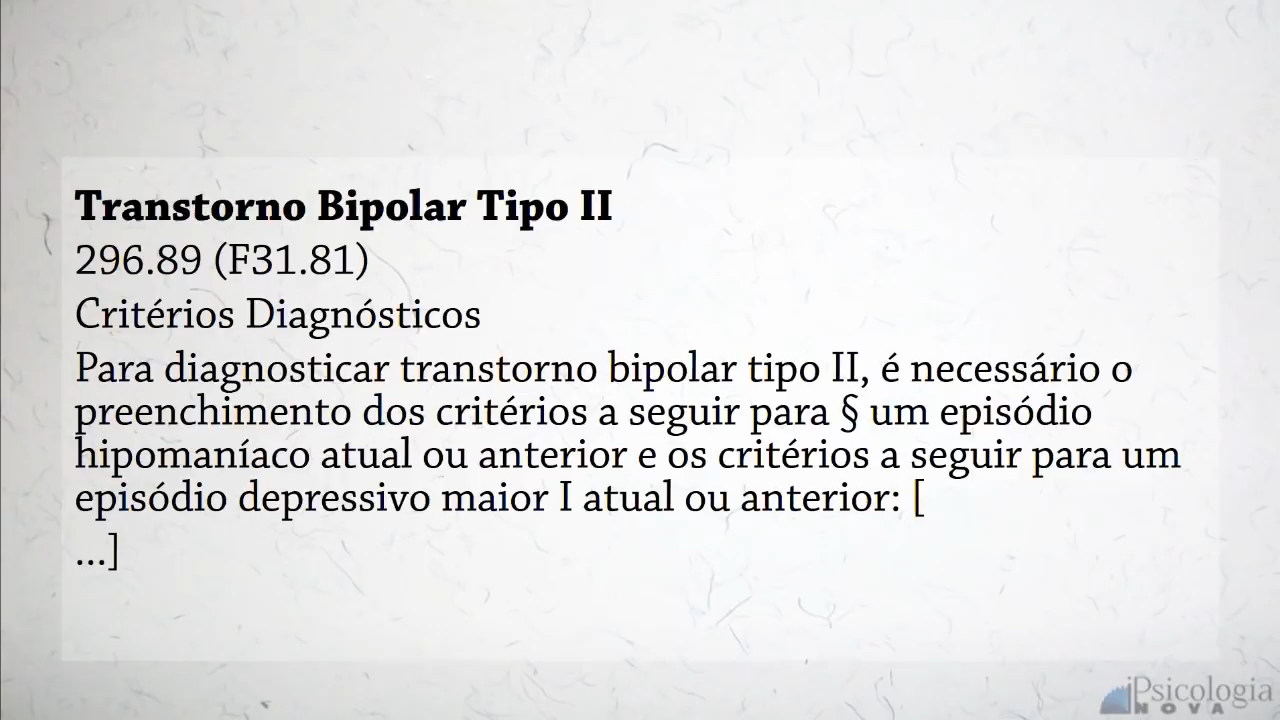 Transtorno Bipolar Tipo II
296.89 (F31.81)
Critérios Diagnósticos
Para diagnosticar transtorno bipolar tipo II, é necessário o
preenchimento dos critérios a seguir para § um episódio
hipomaníaco atual ou anterior e os critérios a seguir para um
episódio depressivo maior I atual ou anterior: [
...]
Psicologia
NOVA